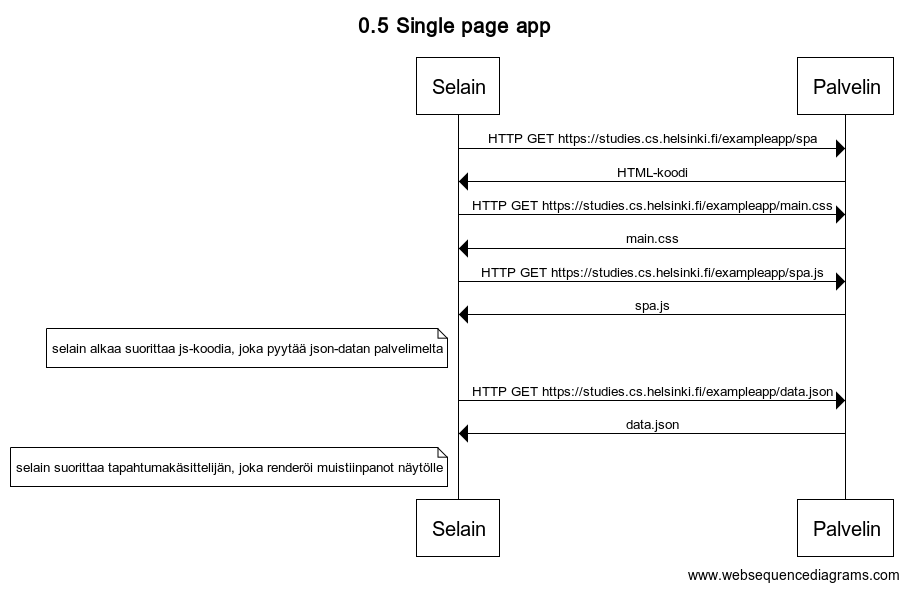 0.5 Single page app
Selain
Palvelin
HTTP GET https://studies.cs.helsinki.fi/exampleapp/spa
HTML-koodi
HTTP GET https://studies.cs.helsinki.fi/exampleapp/main.css
main.css
HTTP GET https://studies.cs.helsinki.fi/exampleapp/spa.js
spa.js
selain alkaa suorittaa js-koodia, joka pyytää json-datan palvelimelta
HTTP GET https://studies.cs.helsinki.fi/exampleapp/data.json
data.json
selain suorittaa tapahtumakäsittelijän, joka renderöi muistiinpanot näytölle
Selain
Palvelin
www.websequencediagrams.com